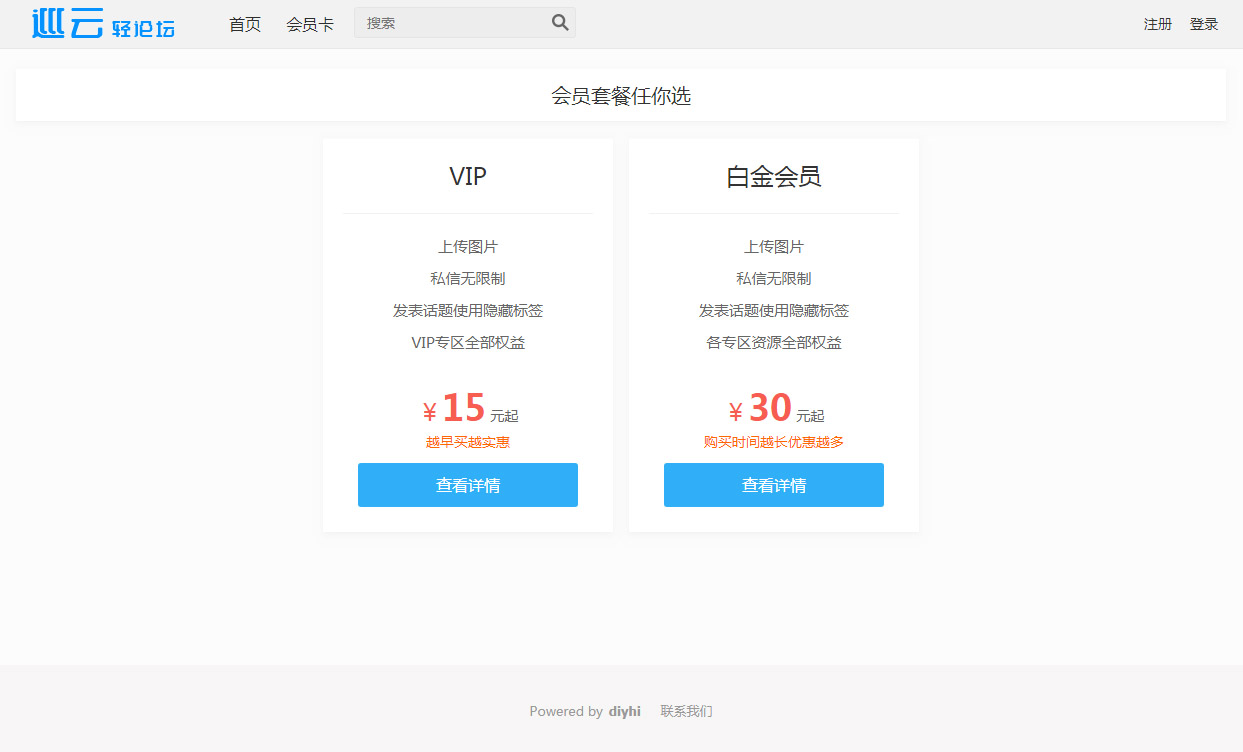 巡云 轻论坛 首页 会员卡 搜索 注册 登录
会员套餐任你选
VIP
上传图片
私信无限制
发表话题使用隐藏标签
VIP专区全部权益
¥ 15 元起
越早买越实惠
查看详情
白金会员
上传图片
私信无限制
发表话题使用隐藏标签
各专区资源全部权益
¥ 30 元起
购买时间越长优惠越多
查看详情
Powered by diyhi 联系我们